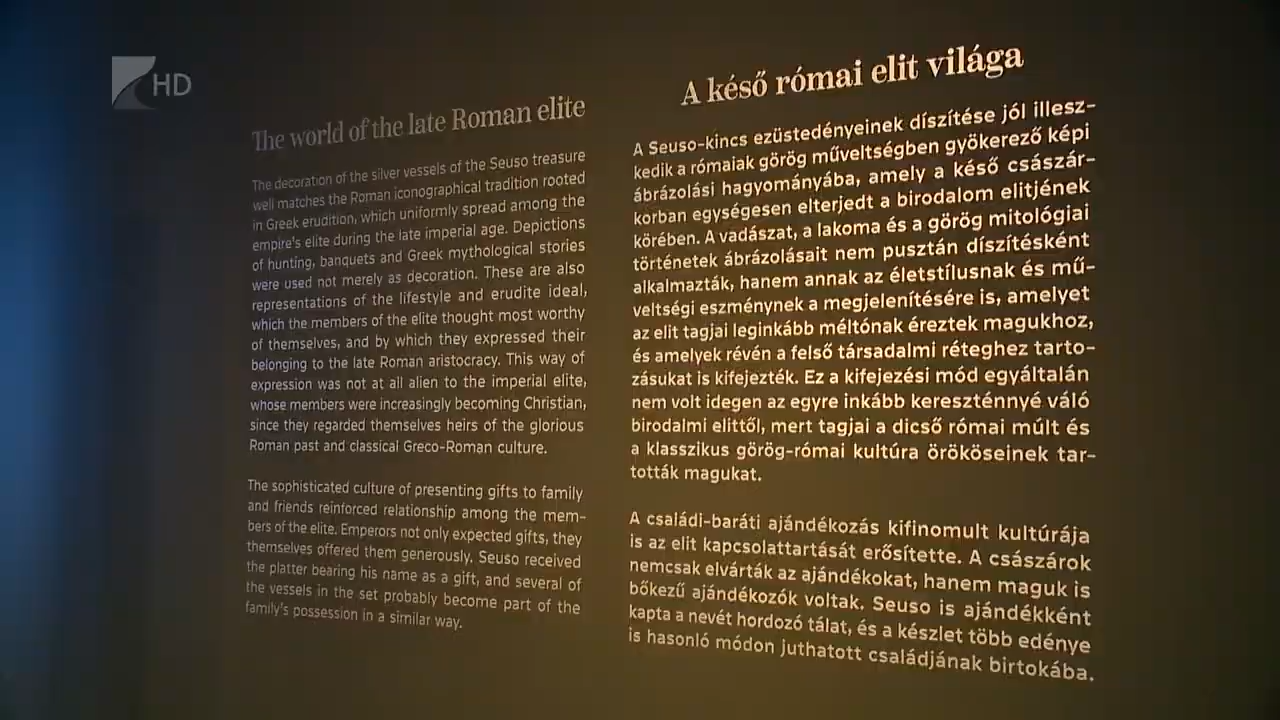 HD
The world of the late Roman elite
The decoration of the silver vessels of the Seuso treasure
well matches the Roman iconographical tradition rooted
in Greek erudition, which uniformly spread among the
empire's elite during the late imperial age. Depictions
of hunting, banquets and Greek mythological stories
were used not merely as decoration. These are also
representations of the lifestyle and erudite ideal,
which the members of the elite thought most worthy
of themselves, and by which they expressed their
belonging to the late Roman aristocracy. This way of
expression was not at all alien to the imperial elite,
whose members were increasingly becoming Christian,
since they regarded themselves heirs of the glorious
Roman past and classical Greco-Roman culture.
The sophisticated culture of presenting gifts to family
and friends reinforced relationship among the mem-
bers of the elite. Emperors not only expected gifts, they
themselves offered them generously. Seuso received
the platter bearing his name as a gift, and several of
the vessels in the set probably become part of the
family's possession in a similar way.
A késő római elit világa
A Seuso-kincs ezüstedényeinek díszítése jól illesz-
kedik a rómaiak görög műveltségben gyökerező képi
ábrázolási hagyományába, amely a késő császár-
korban egységesen elterjedt a birodalom elitjének
körében. A vadászat, a lakoma és a görög mitológiai
történetek ábrázolásait nem pusztán díszítésként
alkalmazták, hanem annak az életstílusnak és mű-
veltségi eszménynek a megjelenítésére is, amelyet
az elit tagjai leginkább méltónak éreztek magukhoz,
és amelyek révén a felső társadalmi réteghez tarto-
zásukat is kifejezték. Ez a kifejezési mód egyáltalán
nem volt idegen az egyre inkább kereszténnyé váló
birodalmi elittől, mert tagjai a dicső római múlt és
a klasszikus görög-római kultúra örököseinek tar-
tották magukat.
A családi-baráti ajándékozás kifinomult kultúrája
is az elit kapcsolattartását erősítette. A császárok
nemcsak elvárták az ajándékokat, hanem maguk is
bőkezű ajándékozók voltak. Seuso is ajándékként
kapta a nevét hordozó tálat, és a készlet több edénye
is hasonló módon juthatott családjának birtokába.